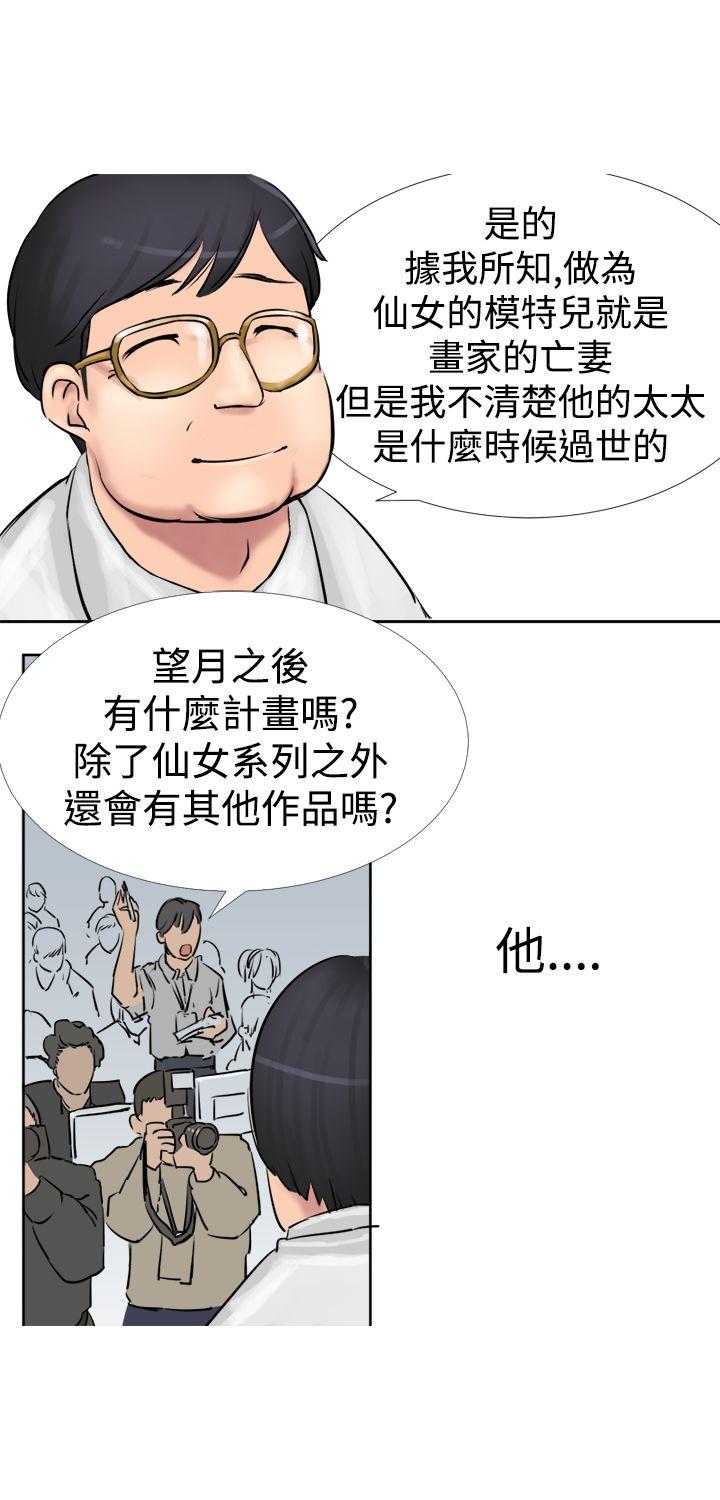 是的
據我所知,做為
仙女的模特兒就是
畫家的亡妻
但是我不清楚他的太太
是什麼時候過世的
望月之後
有什麼計畫嗎?
除了仙女系列之外
還會有其他作品嗎?
他....